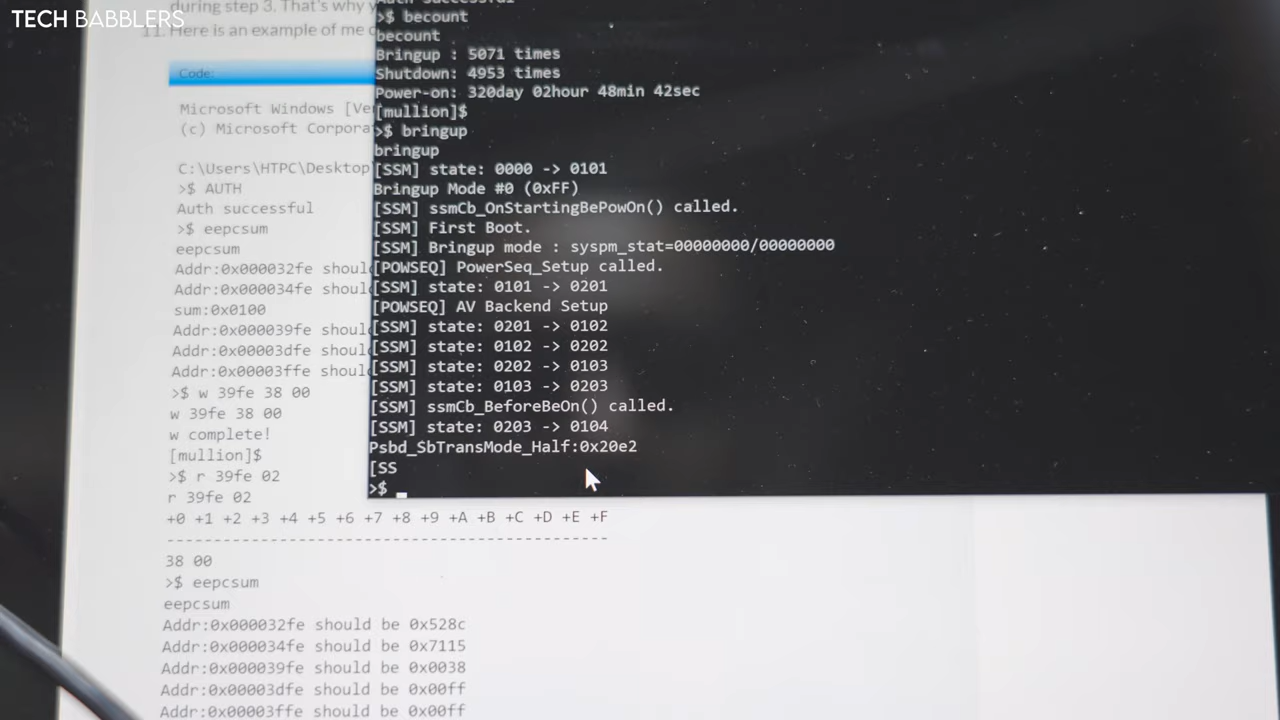 TECH BABBLERS
during step 3. That's why y
11. Here is an example of me d
Code:
Microsoft Windows [Ve
(c) Microsoft Corpora
C:\Users\HTPC\Desktop
>$ AUTH
Auth successful
>$ eepcsum
eepcsum
Addr:0x000032fe shoul
Addr:0x000034fe shoul
sum:0x0100
Addr:0x000039fe shoul
Addr:0x00003dfe shoul
Addr:0x00003ffe shoul
>$ w 39fe 38 00
w 39fe 38 00
w complete!
[mullion]$
>$ r 39fe 02
r 39fe 02
+0 +1 +2 +3 +4 +5 +6 +7 +8 +9 +A +B +C +D +E +F
-----------------------------------------------
38 00
>$ eepcsum
eepcsum
Addr:0x000032fe should be 0x528c
Addr:0x000034fe should be 0x7115
Addr:0x000039fe should be 0x0038
Addr:0x00003dfe should be 0x00ff
Addr:0x00003ffe should be 0x00ff
Auth successful
>$ becount
becount
Bringup : 5071 times
Shutdown: 4953 times
Power-on: 320day 02hour 48min 42sec
[mullion]$
>$ bringup
bringup
[SSM] state: 0000 -> 0101
Bringup Mode #0 (0xFF)
[SSM] ssmCb_OnStartingBePowOn() called.
[SSM] First Boot.
[SSM] Bringup mode : syspm_stat=00000000/00000000
[POWSEQ] PowerSeq_Setup called.
[SSM] state: 0101 -> 0201
[POWSEQ] AV Backend Setup
[SSM] state: 0201 -> 0102
[SSM] state: 0102 -> 0202
[SSM] state: 0202 -> 0103
[SSM] state: 0103 -> 0203
[SSM] ssmCb_BeforeBeOn() called.
[SSM] state: 0203 -> 0104
Psbd_SbTransMode_Half:0x20e2
[SS
>$